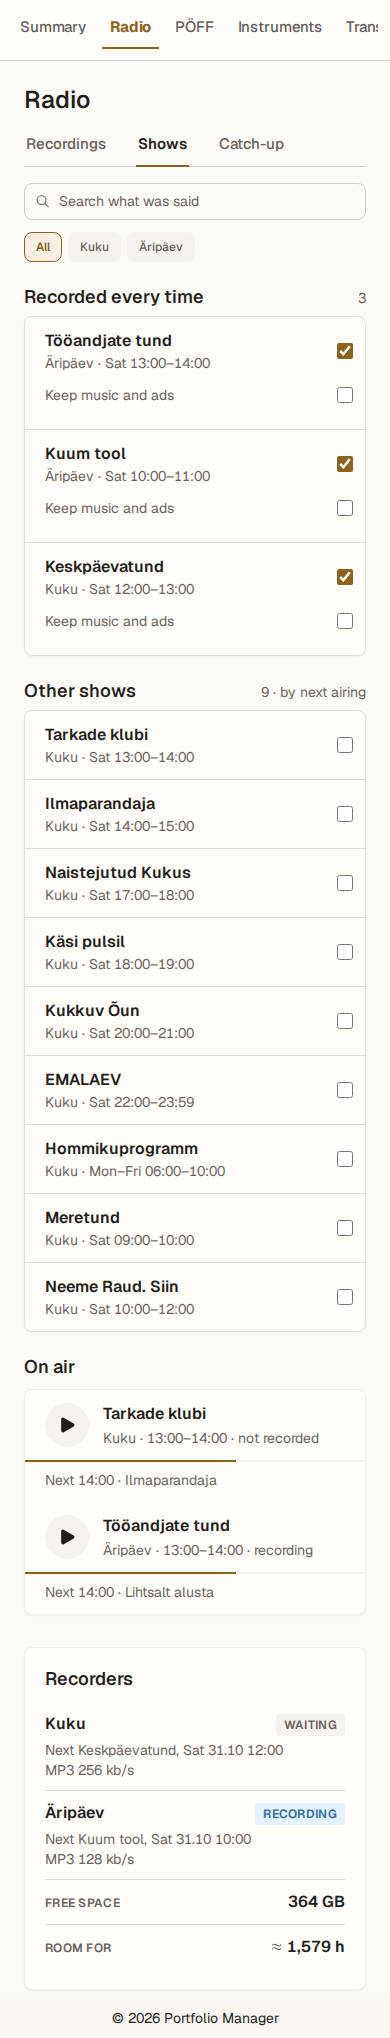 Summary Radio PÖFF Instruments Trans
Radio
Recordings Shows Catch-up
Search what was said
All Kuku Äripäev
Recorded every time 3
Tööandjate tund
Äripäev · Sat 13:00–14:00
Keep music and ads
Kuum tool
Äripäev · Sat 10:00–11:00
Keep music and ads
Keskpäevatund
Kuku · Sat 12:00–13:00
Keep music and ads
Other shows 9 · by next airing
Tarkade klubi
Kuku · Sat 13:00–14:00
Ilmaparandaja
Kuku · Sat 14:00–15:00
Naistejutud Kukus
Kuku · Sat 17:00–18:00
Käsi pulsil
Kuku · Sat 18:00–19:00
Kukkuv Õun
Kuku · Sat 20:00–21:00
EMALAEV
Kuku · Sat 22:00–23:59
Hommikuprogramm
Kuku · Mon–Fri 06:00–10:00
Meretund
Kuku · Sat 09:00–10:00
Neeme Raud. Siin
Kuku · Sat 10:00–12:00
On air
Tarkade klubi
Kuku · 13:00–14:00 · not recorded
Next 14:00 · Ilmaparandaja
Tööandjate tund
Äripäev · 13:00–14:00 · recording
Next 14:00 · Lihtsalt alusta
Recorders
Kuku WAITING
Next Keskpäevatund, Sat 31.10 12:00
MP3 256 kb/s
Äripäev RECORDING
Next Kuum tool, Sat 31.10 10:00
MP3 128 kb/s
FREE SPACE 364 GB
ROOM FOR ≈ 1,579 h
© 2026 Portfolio Manager